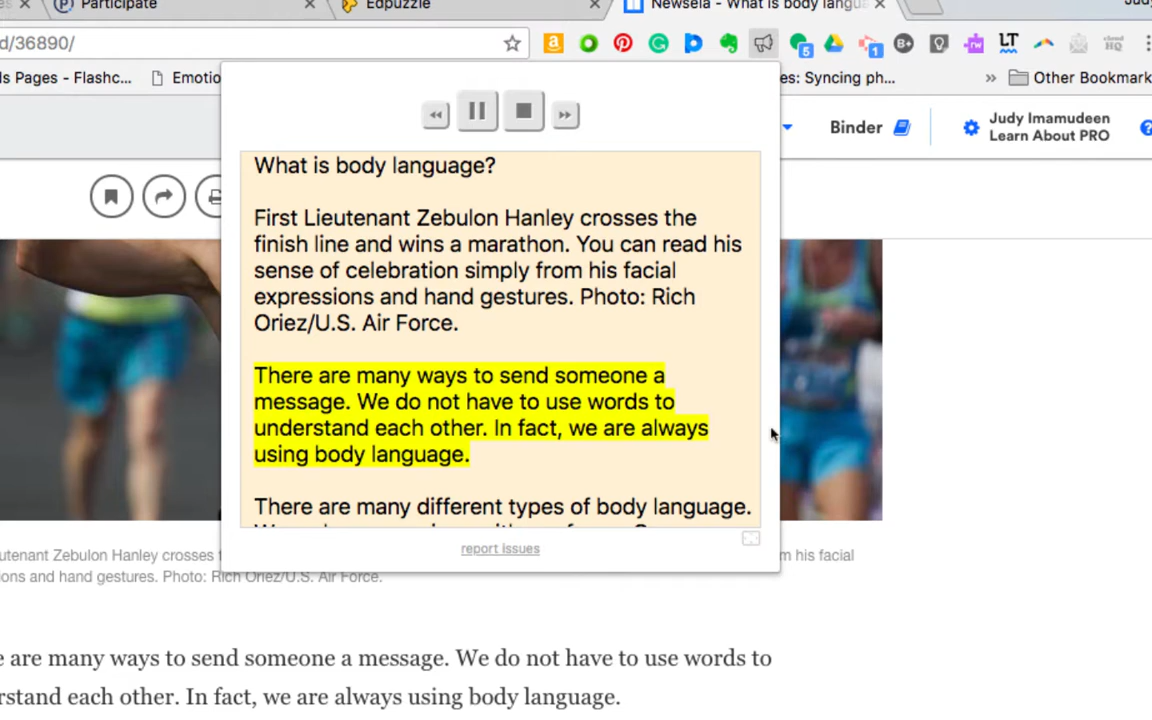 Participate
Edpuzzle
Newsela - What is body langua
d/36890/
5
1
B+
LT
cloud HQ
ls Pages - Flashc...
Emotio
es: Syncing ph...
»
Other Bookmark
Binder
Judy Imamudeen
Learn About PRO
What is body language?
First Lieutenant Zebulon Hanley crosses the
finish line and wins a marathon. You can read his
sense of celebration simply from his facial
expressions and hand gestures. Photo: Rich
Oriez/U.S. Air Force.
There are many ways to send someone a
message. We do not have to use words to
understand each other. In fact, we are always
using body language.
There are many different types of body language.
report issues
utenant Zebulon Hanley crosses
m his facial
ons and hand gestures. Photo: Rich Oriez/U.S. Air Force.
e are many ways to send someone a message. We do not have to use words to
rstand each other. In fact, we are always using body language.